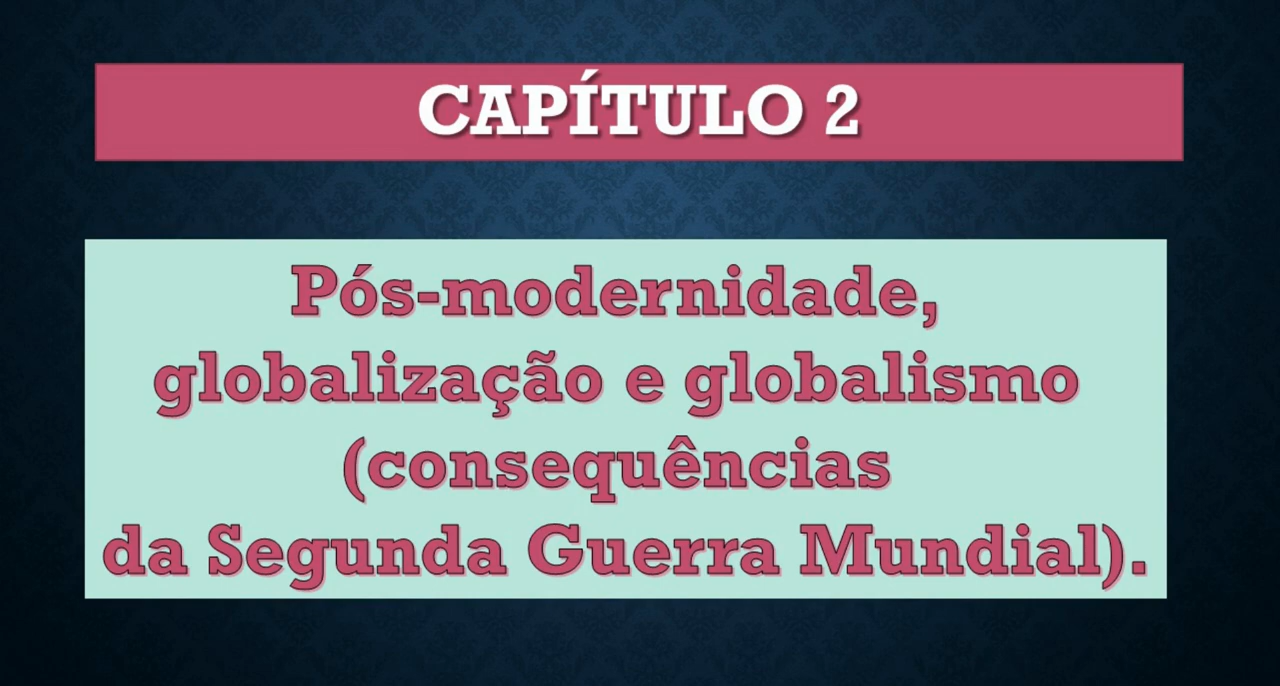 CAPÍTULO 2
Pós-modernidade,
globalização e globalismo
(consequências
da Segunda Guerra Mundial).